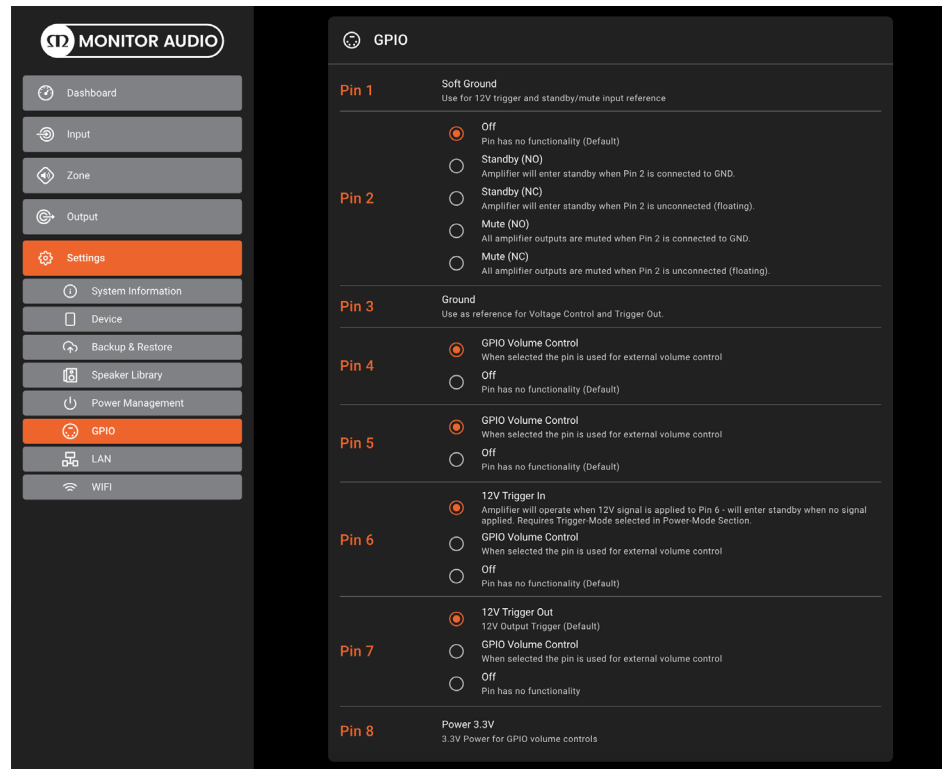 MONITOR AUDIO
Dashboard
Input
Zone
Output
Settings
System Information
Device
Backup & Restore
Speaker Library
Power Management
GPIO
LAN
WIFI
GPIO
Pin 1
Soft Ground
Use for 12V trigger and standby/mute input reference
Pin 2
Off
Pin has no functionality (Default)
Standby (NO)
Amplifier will enter standby when Pin 2 is connected to GND.
Standby (NC)
Amplifier will enter standby when Pin 2 is unconnected (floating).
Mute (NO)
All amplifier outputs are muted when Pin 2 is connected to GND.
Mute (NC)
All amplifier outputs are muted when Pin 2 is unconnected (floating).
Pin 3
Ground
Use as reference for Voltage Control and Trigger Out.
Pin 4
GPIO Volume Control
When selected the pin is used for external volume control
Off
Pin has no functionality (Default)
Pin 5
GPIO Volume Control
When selected the pin is used for external volume control
Off
Pin has no functionality (Default)
Pin 6
12V Trigger In
Amplifier will operate when 12V signal is applied to Pin 6 - will enter standby when no signal
applied. Requires Trigger-Mode selected in Power-Mode Section.
GPIO Volume Control
When selected the pin is used for external volume control
Off
Pin has no functionality (Default)
Pin 7
12V Trigger Out
12V Output Trigger (Default)
GPIO Volume Control
When selected the pin is used for external volume control
Off
Pin has no functionality
Pin 8
Power 3.3V
3.3V Power for GPIO volume controls